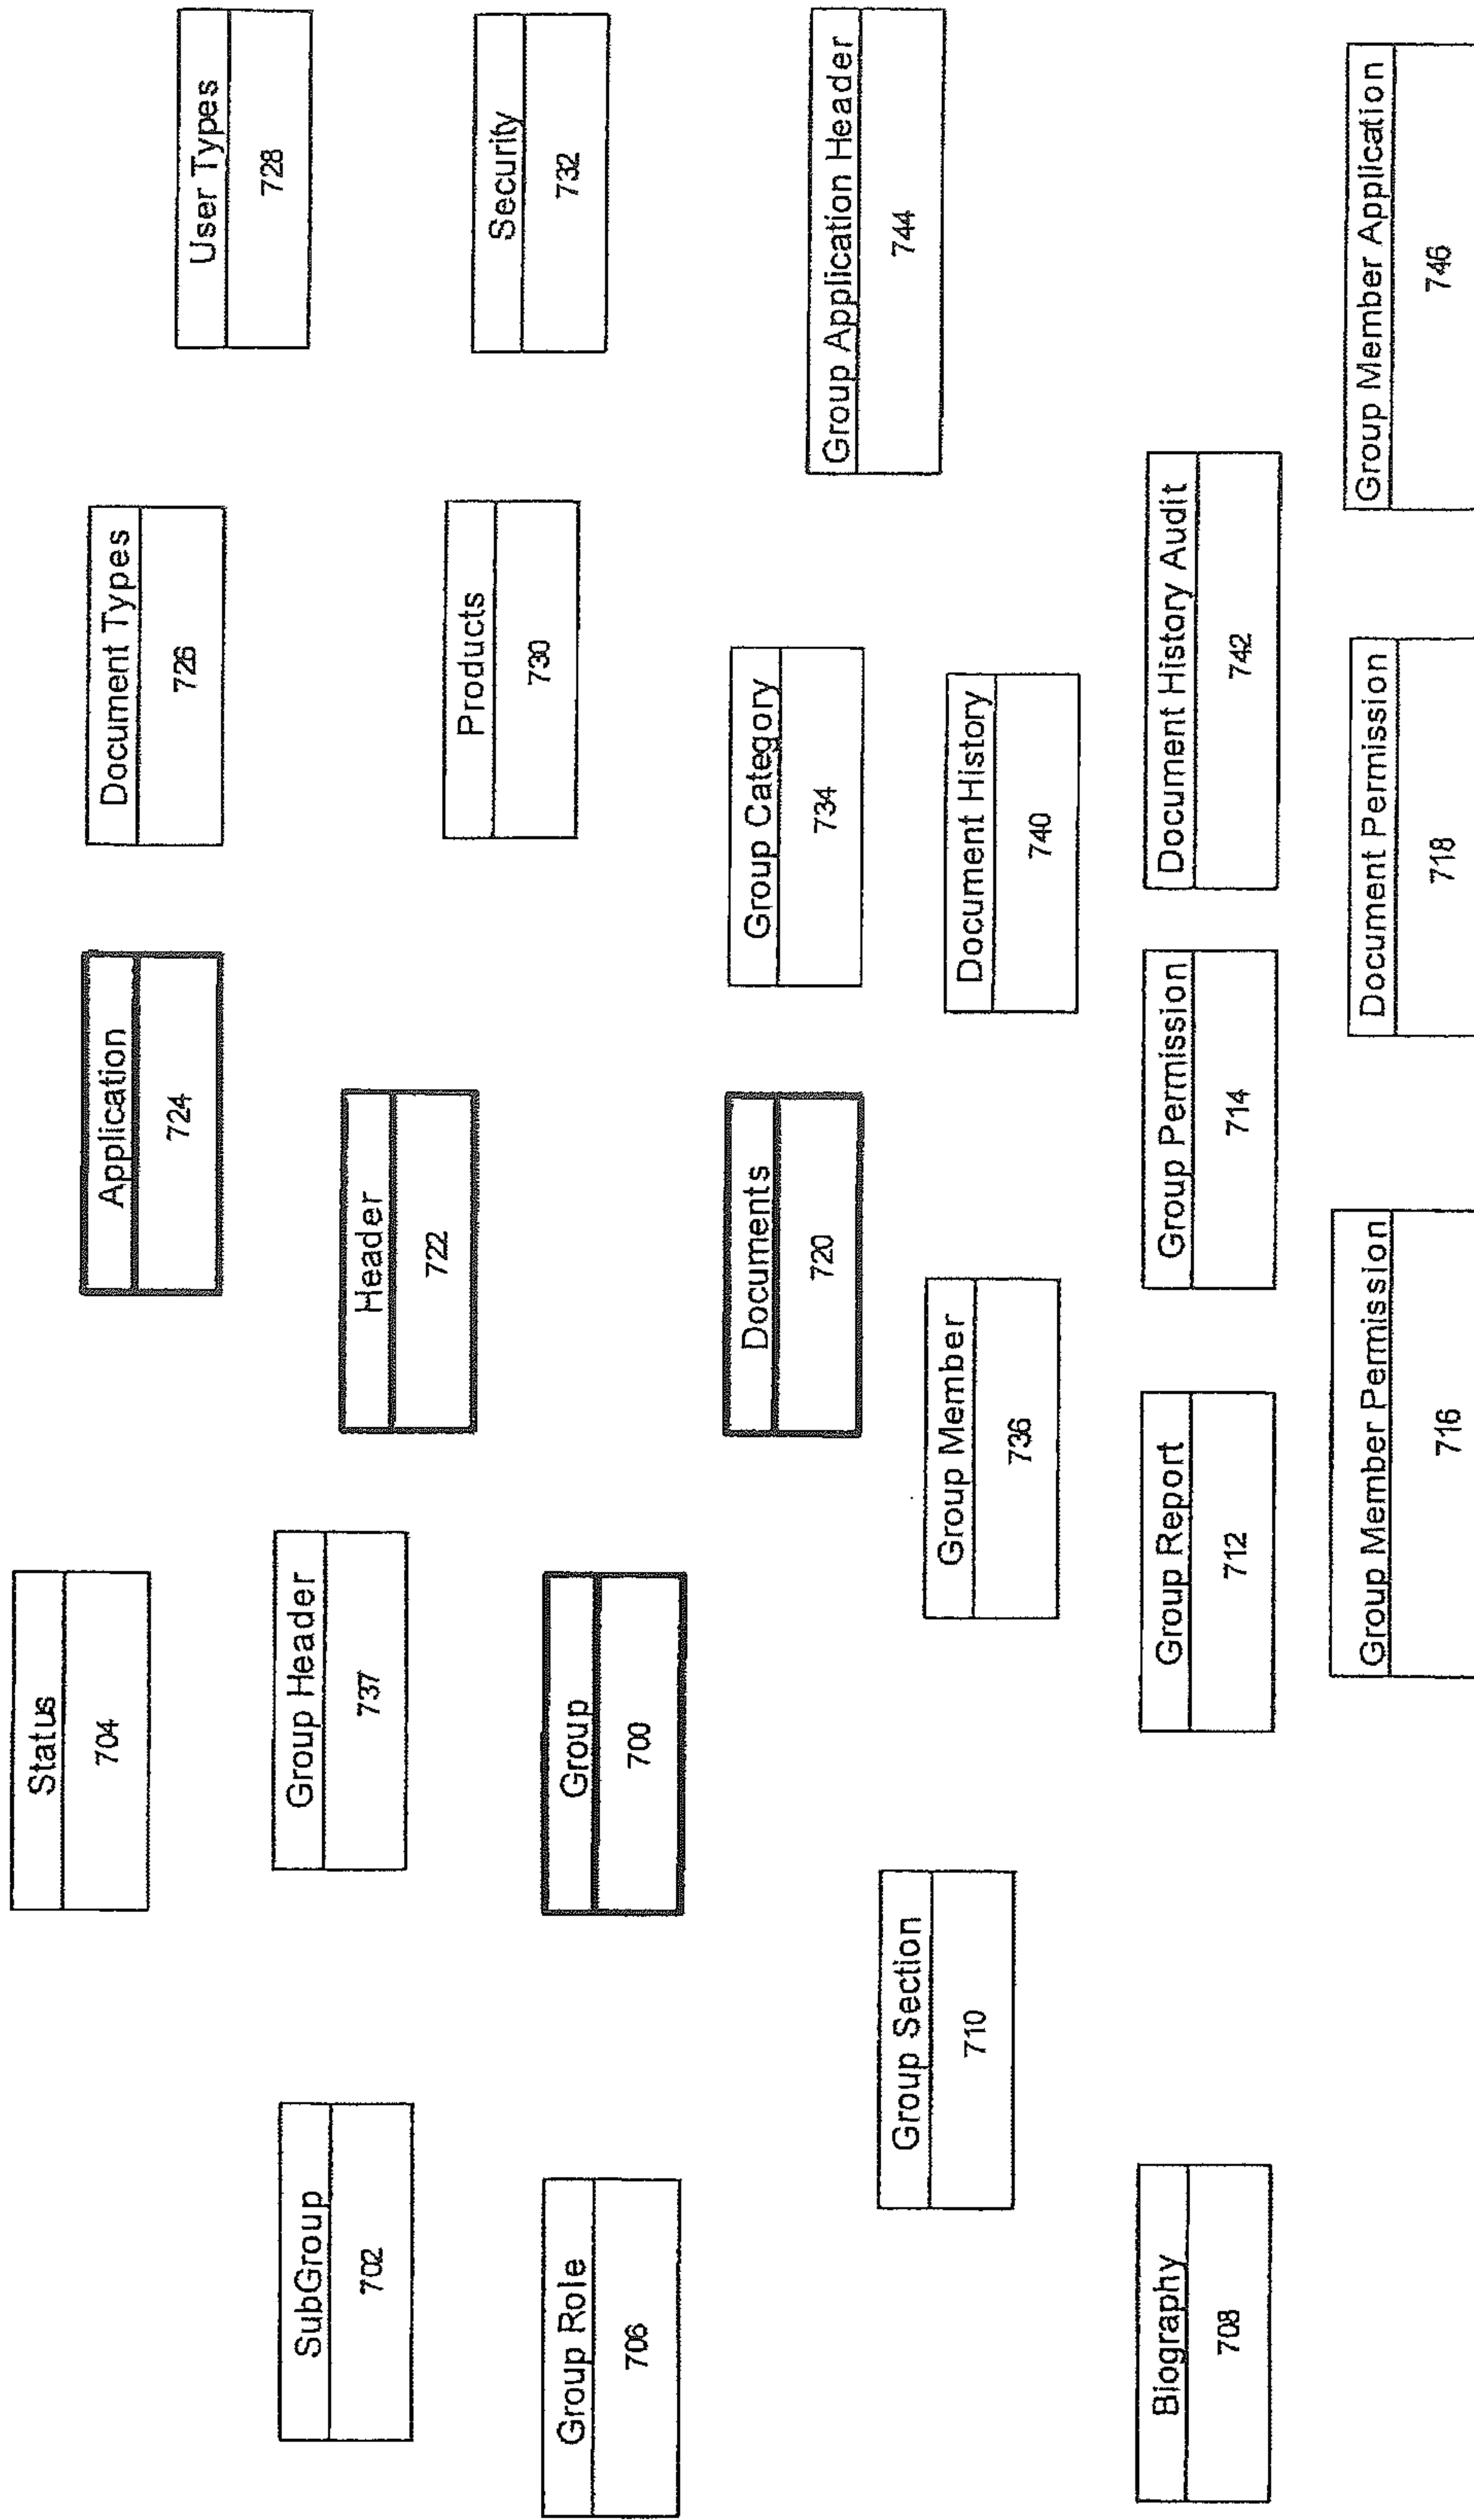 Status
704
Application
724
Document Types
726
User Types
728
SubGroup
702
Group Header
737
Header
722
Products
730
Security
732
Group Role
706
Group
700
Documents
720
Group Category
734
Group Application Header
744
Group Section
710
Group Member
736
Document History
740
Biography
708
Group Report
712
Group Permission
714
Document History Audit
742
Group Member Permission
716
Document Permission
718
Group Member Application
746